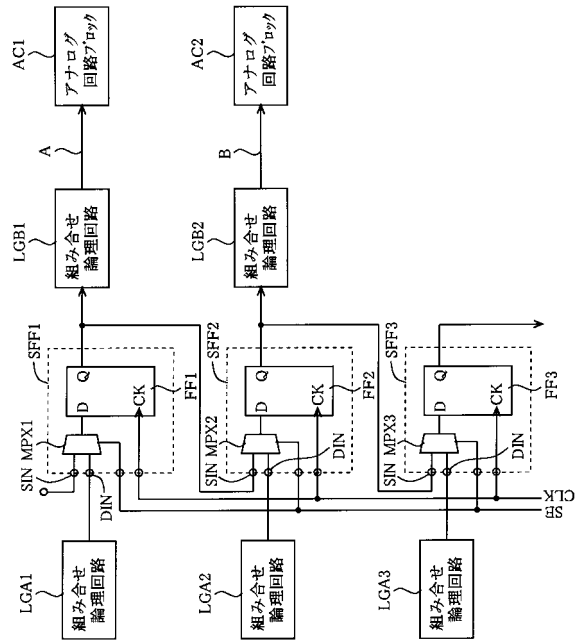 AC1
アナログ
回路ブロック
A
LGB1
組み合せ
論理回路
SFF1
SIN
MPX1
D
Q
CK
FF1
DIN
LGA1
組み合せ
論理回路
AC2
アナログ
回路ブロック
B
LGB2
組み合せ
論理回路
SFF2
SIN
MPX2
D
Q
CK
FF2
DIN
LGA2
組み合せ
論理回路
SFF3
SIN
MPX3
D
Q
CK
FF3
DIN
LGA3
組み合せ
論理回路
SE
CLK